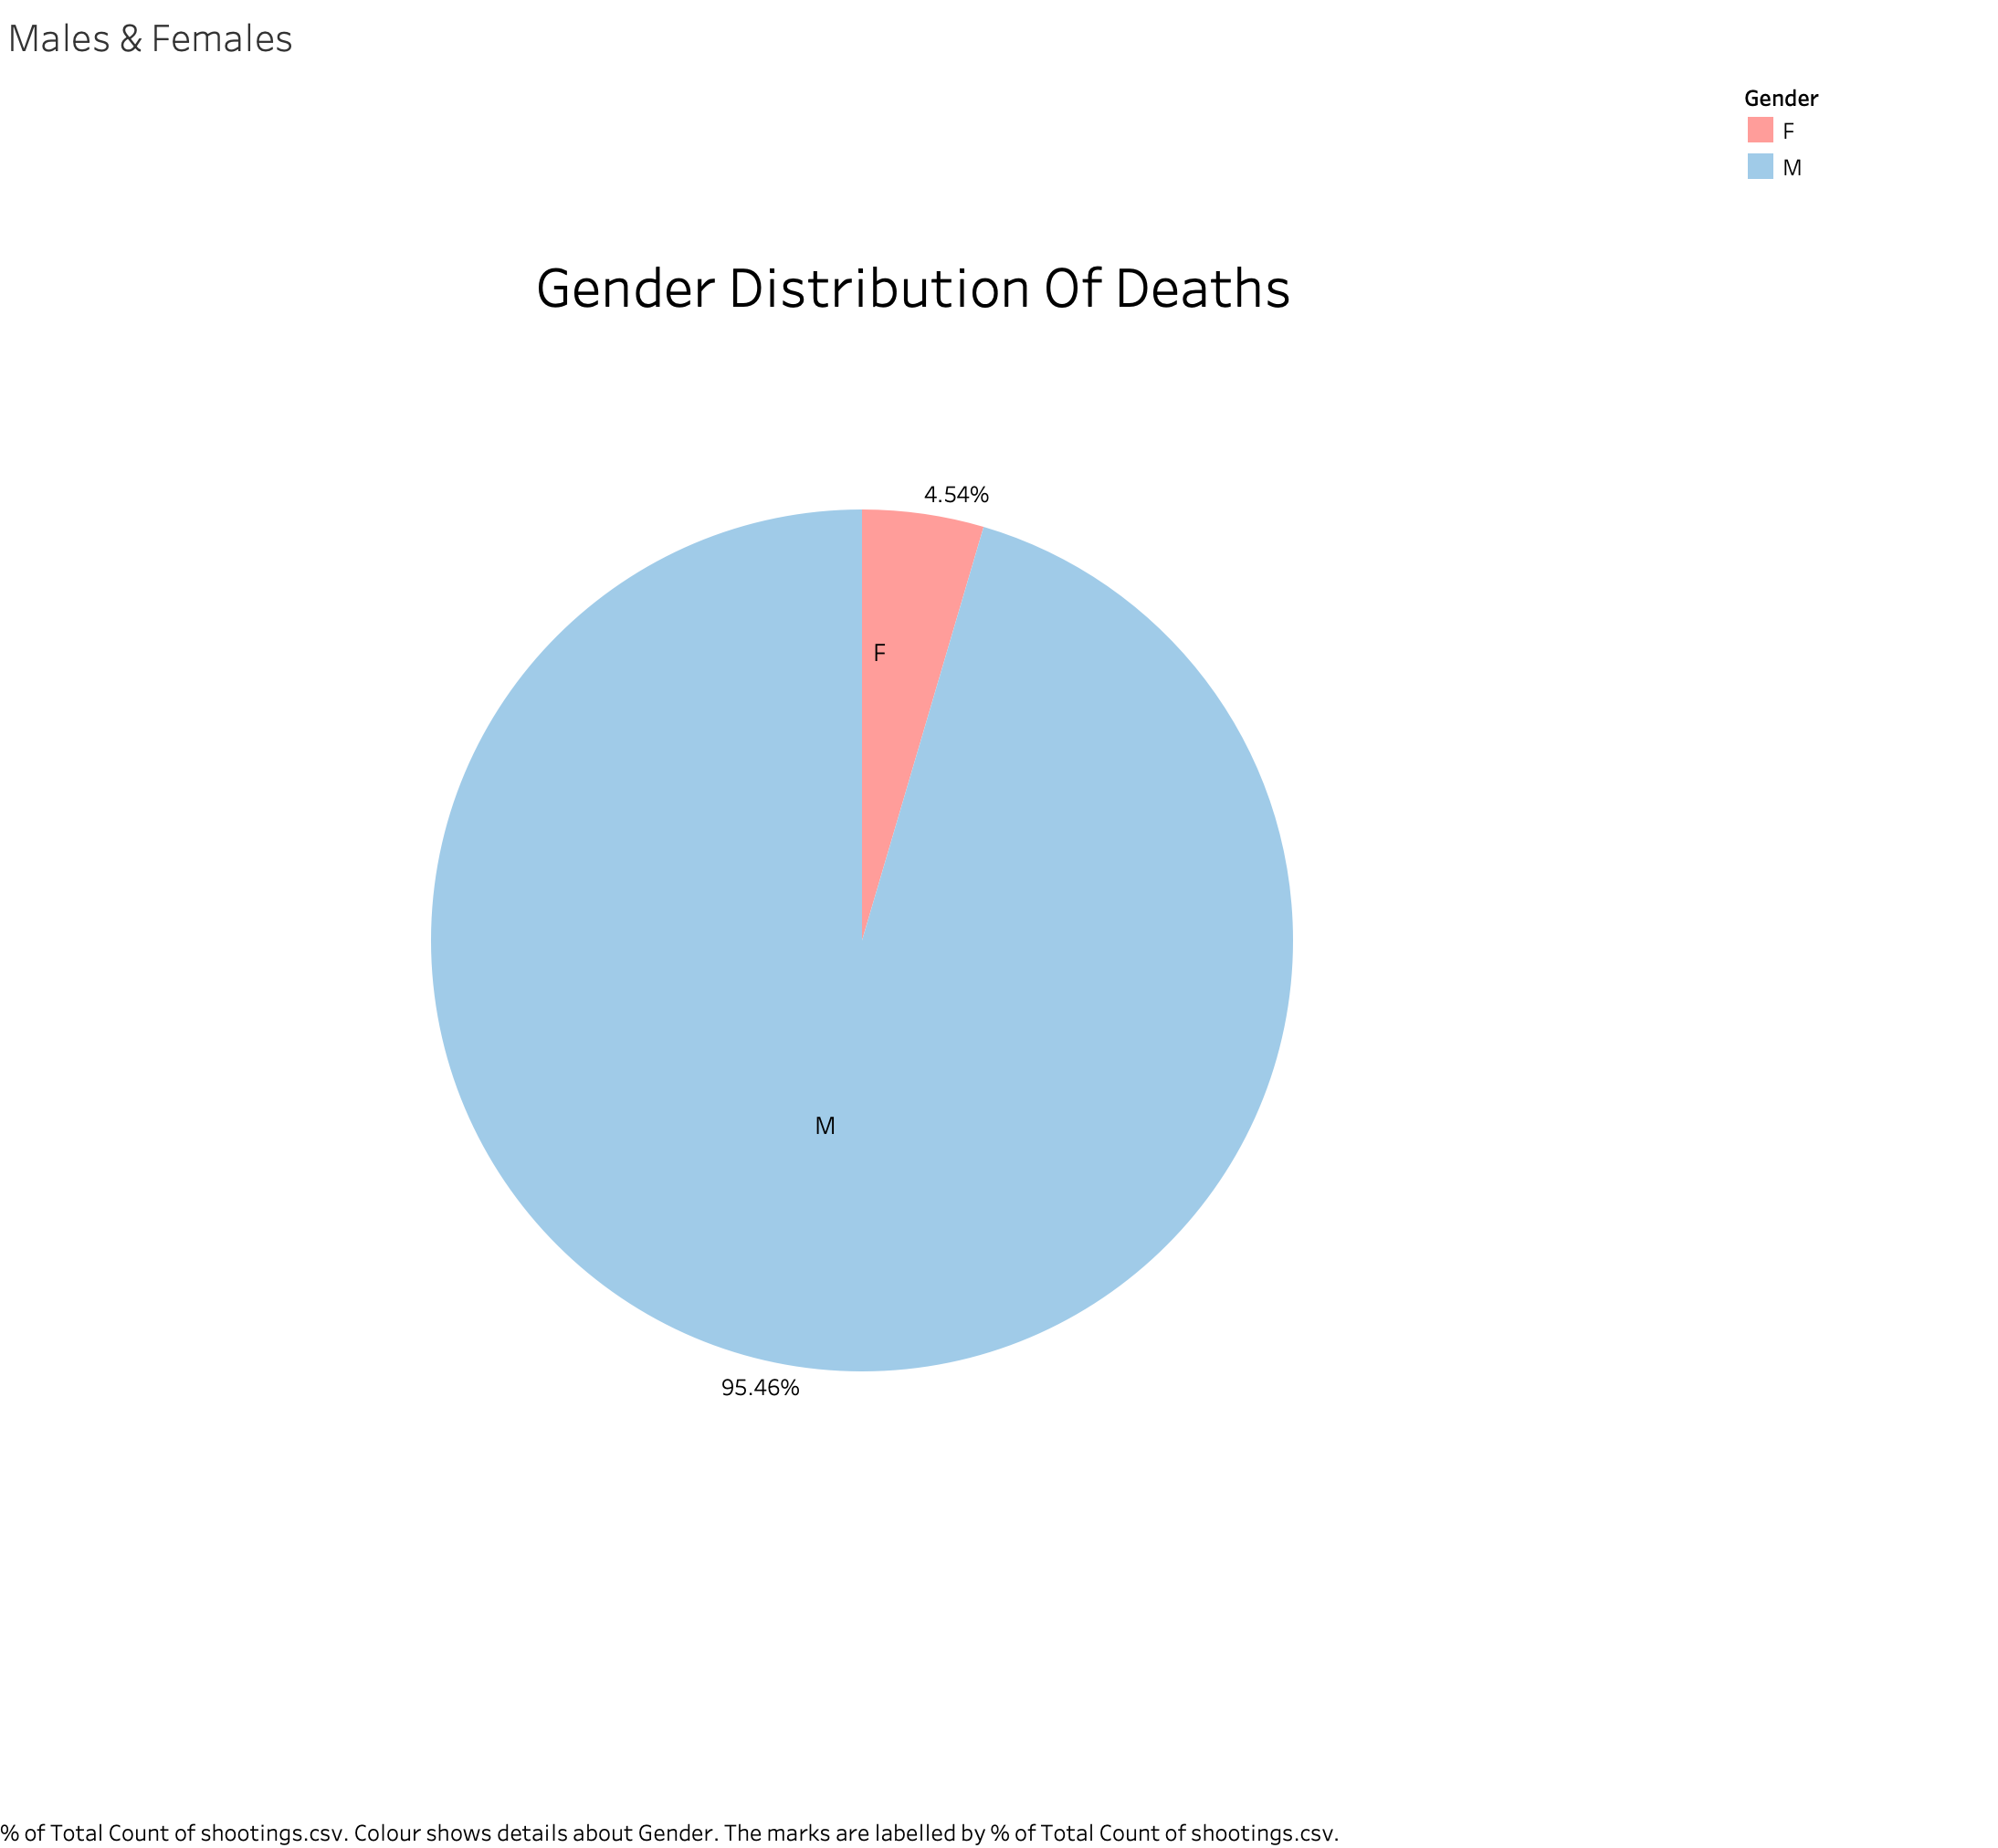 Males & Females
Gender
F
M
Gender Distribution Of Deaths
4.54%
F
M
95.46%
% of Total Count of shootings.csv. Colour shows details about Gender. The marks are labelled by % of Total Count of shootings.csv.